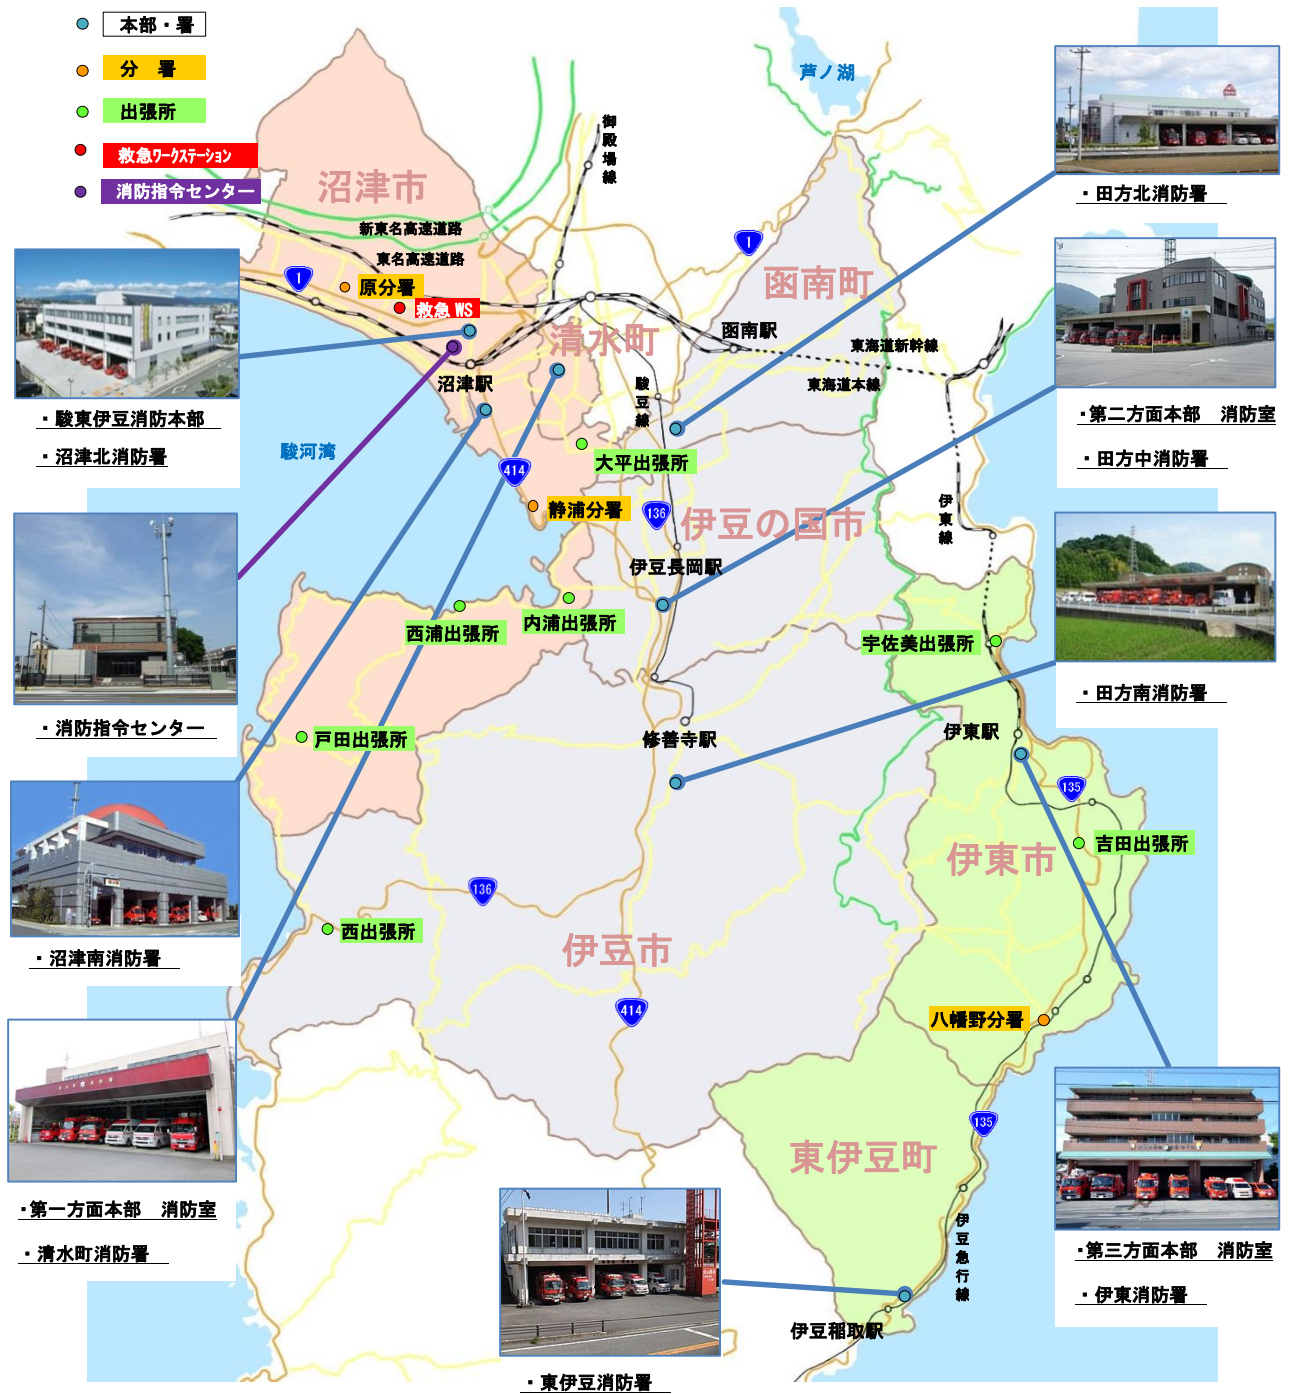 本部・署
分　署
出張所
救急ワークステーション
消防指令センター
芦ノ湖
御殿場線
沼津市
新東名高速道路
東名高速道路
1
1
原分署
救急 WS
函南町
清水町
函南駅
東海道新幹線
東海道本線
沼津駅
駿豆線
駿河湾
414
大平出張所
静浦分署
136
伊豆の国市
伊東線
伊豆長岡駅
西浦出張所
内浦出張所
宇佐美出張所
戸田出張所
修善寺駅
伊東駅
135
吉田出張所
伊東市
136
西出張所
伊豆市
414
八幡野分署
135
東伊豆町
伊豆急行線
伊豆稲取駅
・駿東伊豆消防本部
・沼津北消防署
・消防指令センター
・沼津南消防署
・第一方面本部　消防室
・清水町消防署
・東伊豆消防署
・田方北消防署
・第二方面本部　消防室
・田方中消防署
・田方南消防署
・第三方面本部　消防室
・伊東消防署